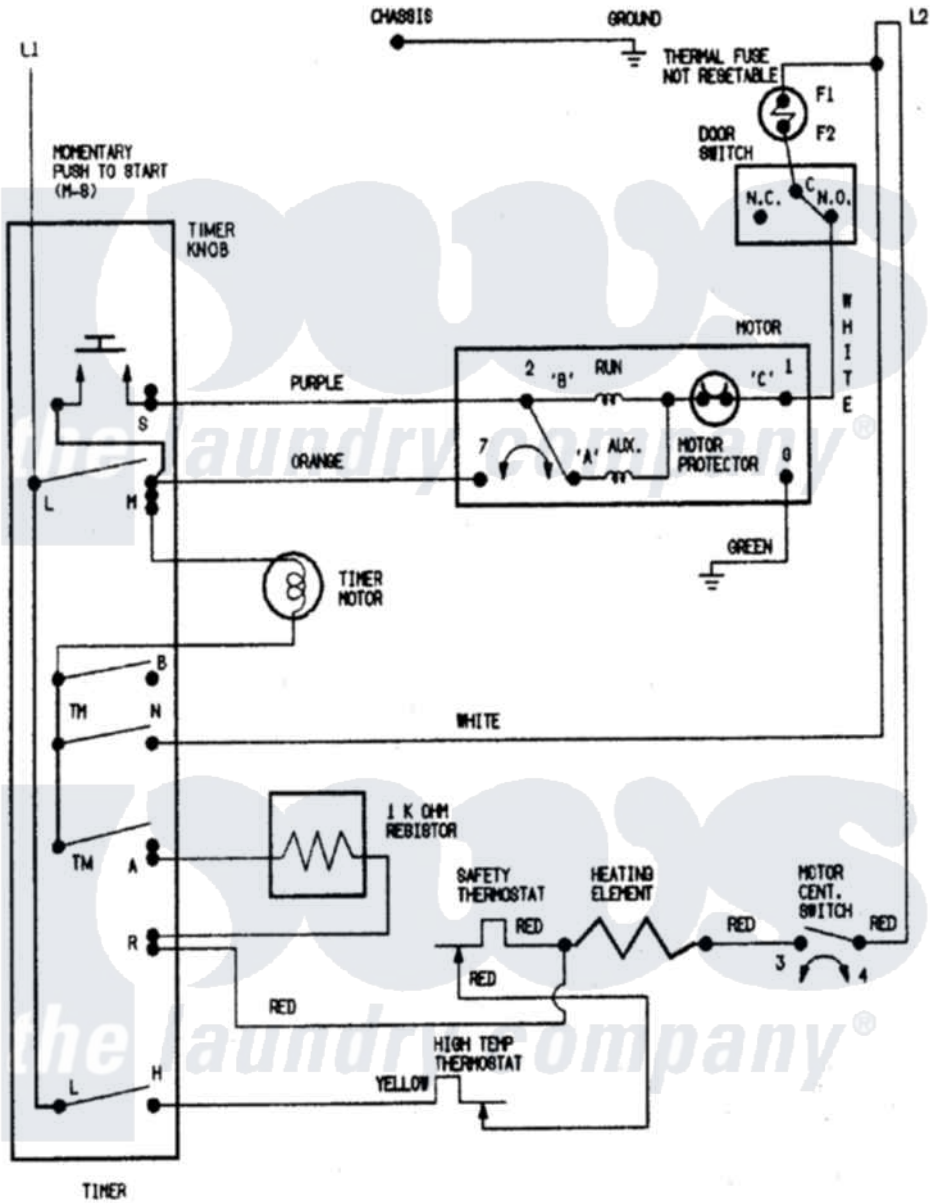 CHASSIS
GROUND
L2
L1
THERMAL FUSE
NOT RESETABLE
F1
F2
DOOR
SWITCH
C
N.C.
N.O.
MOMENTARY
PUSH TO START
(M-S)
TIMER
KNOB
WHITE
MOTOR
PURPLE
2
'B'
RUN
'C'
1
S
ORANGE
7
'A'
AUX.
MOTOR
PROTECTOR
0
L
M
GREEN
TIMER
MOTOR
B
TM
N
WHITE
1 K OHM
REBISTOR
TM
A
SAFETY
THERMOSTAT
HEATING
ELEMENT
MOTOR
CENT.
SWITCH
RED
RED
RED
R
3
4
RED
RED
HIGH TEMP
THERMOSTAT
L
H
YELLOW
TIMER
the laundry company®
the laundry company®